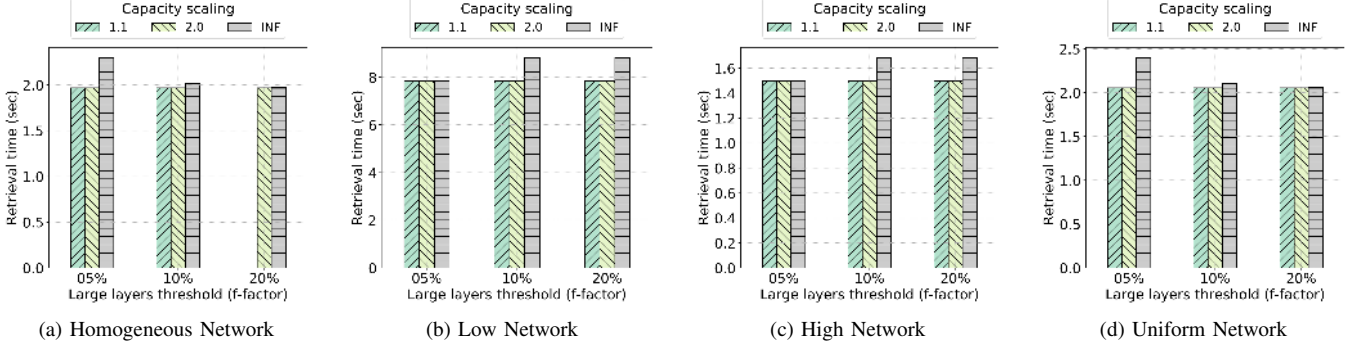 Capacity scaling
1.1 2.0 INF
Retrieval time (sec)
2.0
1.5
1.0
0.5
0.0
05% 10% 20%
Large layers threshold (f-factor)
(a) Homogeneous Network
Capacity scaling
1.1 2.0 INF
Retrieval time (sec)
8
6
4
2
0
05% 10% 20%
Large layers threshold (f-factor)
(b) Low Network
Capacity scaling
1.1 2.0 INF
Retrieval time (sec)
1.6
1.4
1.2
1.0
0.8
0.6
0.4
0.2
0.0
05% 10% 20%
Large layers threshold (f-factor)
(c) High Network
Capacity scaling
1.1 2.0 INF
Retrieval time (sec)
2.5
2.0
1.5
1.0
0.5
0.0
05% 10% 20%
Large layers threshold (f-factor)
(d) Uniform Network